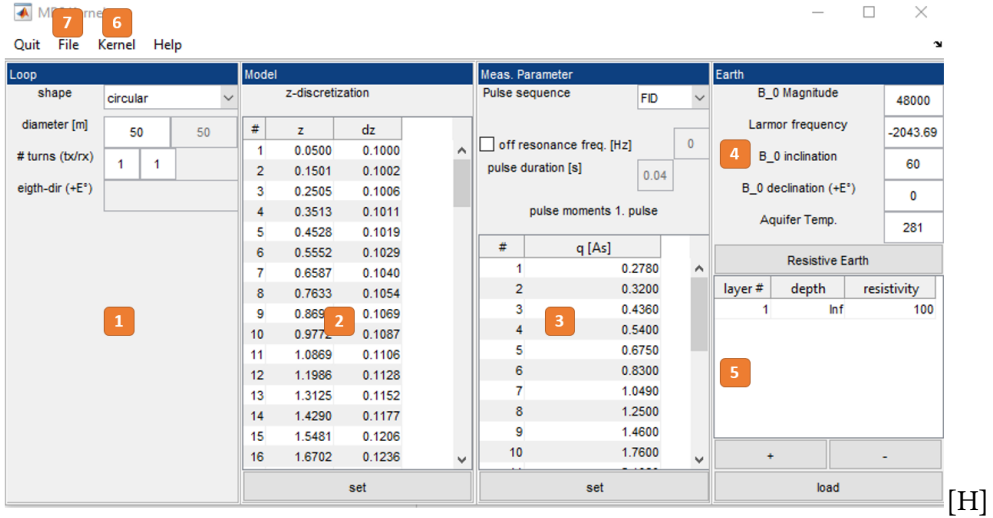 MRS Kernel
7 6
Quit File Kernel Help
Loop
shape circular
diameter [m] 50 50
# turns (tx/rx) 1 1
eigth-dir (+E°)
1
Model
z-discretization
# z dz
1 0.0500 0.1000
2 0.1501 0.1002
3 0.2505 0.1006
4 0.3513 0.1011
5 0.4528 0.1019
6 0.5552 0.1029
7 0.6587 0.1040
8 0.7633 0.1054
9 0.869 0.1069
10 0.9772 0.1087
11 1.0869 0.1106
12 1.1986 0.1128
13 1.3125 0.1152
14 1.4290 0.1177
15 1.5481 0.1206
16 1.6702 0.1236
2
set
Meas. Parameter
Pulse sequence FID
off resonance freq. [Hz] 0
pulse duration [s] 0.04
pulse moments 1. pulse
# q [As]
1 0.2780
2 0.3200
3 0.4360
4 0.5400
5 0.6750
6 0.8300
7 1.0490
8 1.2500
9 1.4600
10 1.7600
3
set
Earth
B_0 Magnitude 48000
Larmor frequency -2043.69
4
B_0 inclination 60
B_0 declination (+E°) 0
Aquifer Temp. 281
Resistive Earth
layer # depth resistivity
1 Inf 100
5
+ -
load
[H]